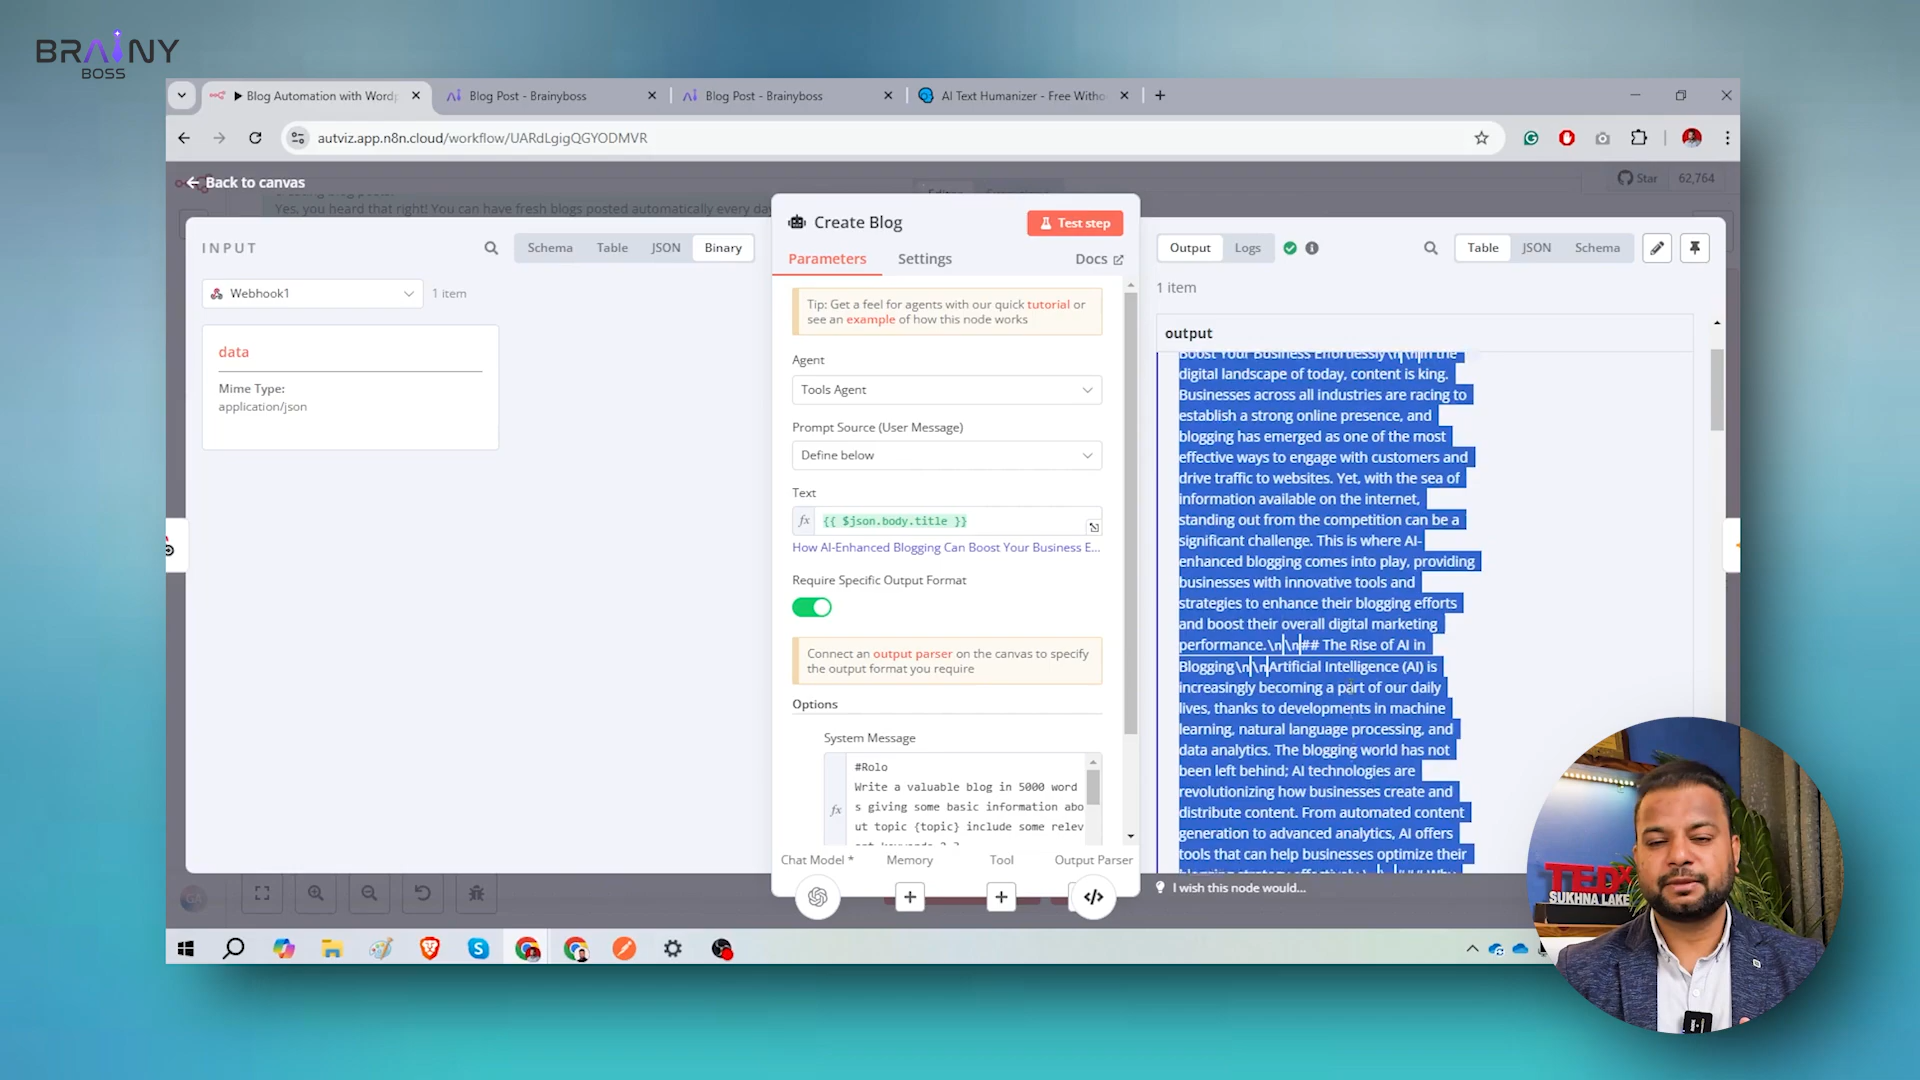 BRAINY
BOSS
Blog Automation with Wordp
Blog Post - Brainyboss
Blog Post - Brainyboss
AI Text Humanizer - Free Witho
autviz.app.n8n.cloud/workflow/UARdLgigQGYODMVR
Back to canvas
Star 62,764
Yes, you heard that right! You can have fresh blogs posted automatically every day
INPUT
Schema Table JSON Binary
Webhook1
1 item
data
Mime Type:
application/json
Create Blog
Test step
Parameters Settings Docs
Tip: Get a feel for agents with our quick tutorial or
see an example of how this node works
Agent
Tools Agent
Prompt Source (User Message)
Define below
Text
fx {{ $json.body.title }}
How AI-Enhanced Blogging Can Boost Your Business E...
Require Specific Output Format
Connect an output parser on the canvas to specify
the output format you require
Options
System Message
#Rolo
Write a valuable blog in 5000 word
fx s giving some basic information abo
ut topic {topic} include some relev
Chat Model * Memory Tool Output Parser
Output Logs
Table JSON Schema
1 item
output
Boost Your Business Effortlessly\n\n\In the
digital landscape of today, content is king.
Businesses across all industries are racing to
establish a strong online presence, and
blogging has emerged as one of the most
effective ways to engage with customers and
drive traffic to websites. Yet, with the sea of
information available on the internet,
standing out from the competition can be a
significant challenge. This is where AI-
enhanced blogging comes into play, providing
businesses with innovative tools and
strategies to enhance their blogging efforts
and boost their overall digital marketing
performance.\n\n## The Rise of AI in
Blogging\n\nArtificial Intelligence (AI) is
increasingly becoming a part of our daily
lives, thanks to developments in machine
learning, natural language processing, and
data analytics. The blogging world has not
been left behind; AI technologies are
revolutionizing how businesses create and
distribute content. From automated content
generation to advanced analytics, AI offers
tools that can help businesses optimize their
I wish this node would...
TEDx
SUKHNA LAKE